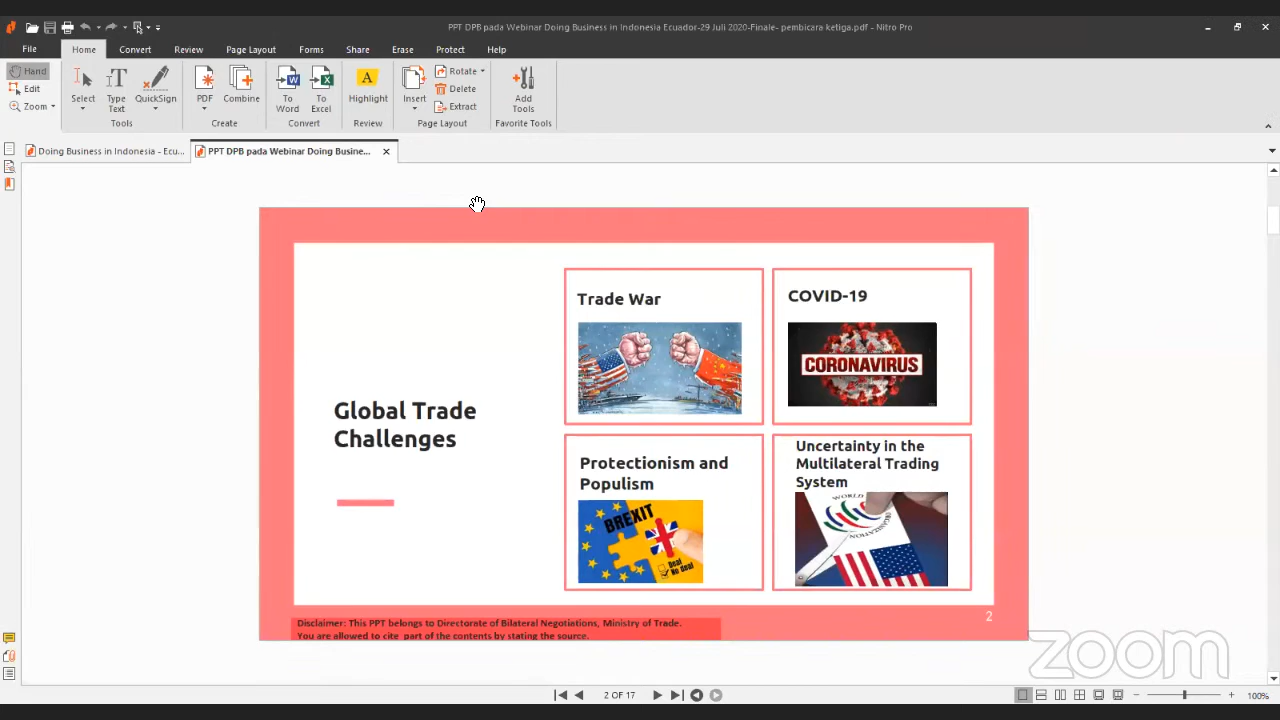 PPT DPB pada Webinar Doing Business in Indonesia Ecuador-29 Juli 2020-Finale- pembicara ketiga.pdf - Nitro Pro
File Home Convert Review Page Layout Forms Share Erase Protect Help
Hand
Edit
Zoom
Select
Type Text
QuickSign
Tools
PDF
Combine
Create
To Word
To Excel
Convert
Highlight
Review
Insert
Rotate
Delete
Extract
Page Layout
Add Tools
Favorite Tools
Doing Business in Indonesia - Ecu...
PPT DPB pada Webinar Doing Busine...
Global Trade
Challenges
Trade War
COVID-19
CORONAVIRUS
Protectionism and
Populism
BREXIT
Deal
No deal
Uncertainty in the
Multilateral Trading
System
WORLD
ORGANIZATION
2
Disclaimer: This PPT belongs to Directorate of Bilateral Negotiations, Ministry of Trade.
You are allowed to cite part of the contents by stating the source.
zoom
2 OF 17
100%